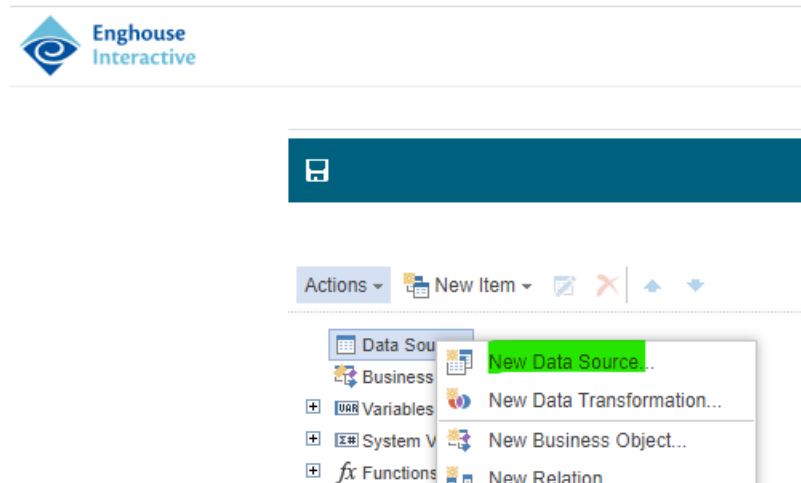 Enghouse
Interactive
Actions
New Item
Data Sou
New Data Source...
Business
New Data Transformation...
Variables
System V
New Business Object...
fx Functions
New Relation